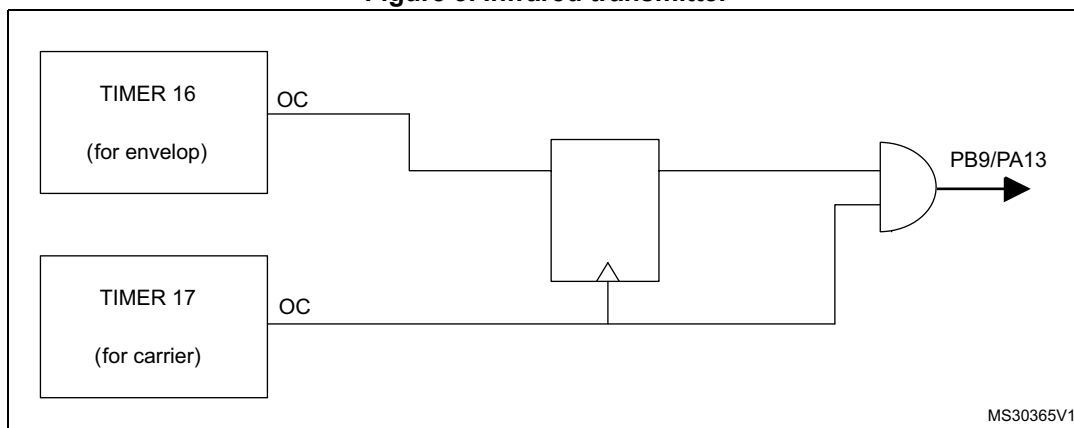 TIMER 16
(for envelop)
OC
PB9/PA13
TIMER 17
(for carrier)
OC
MS30365V1